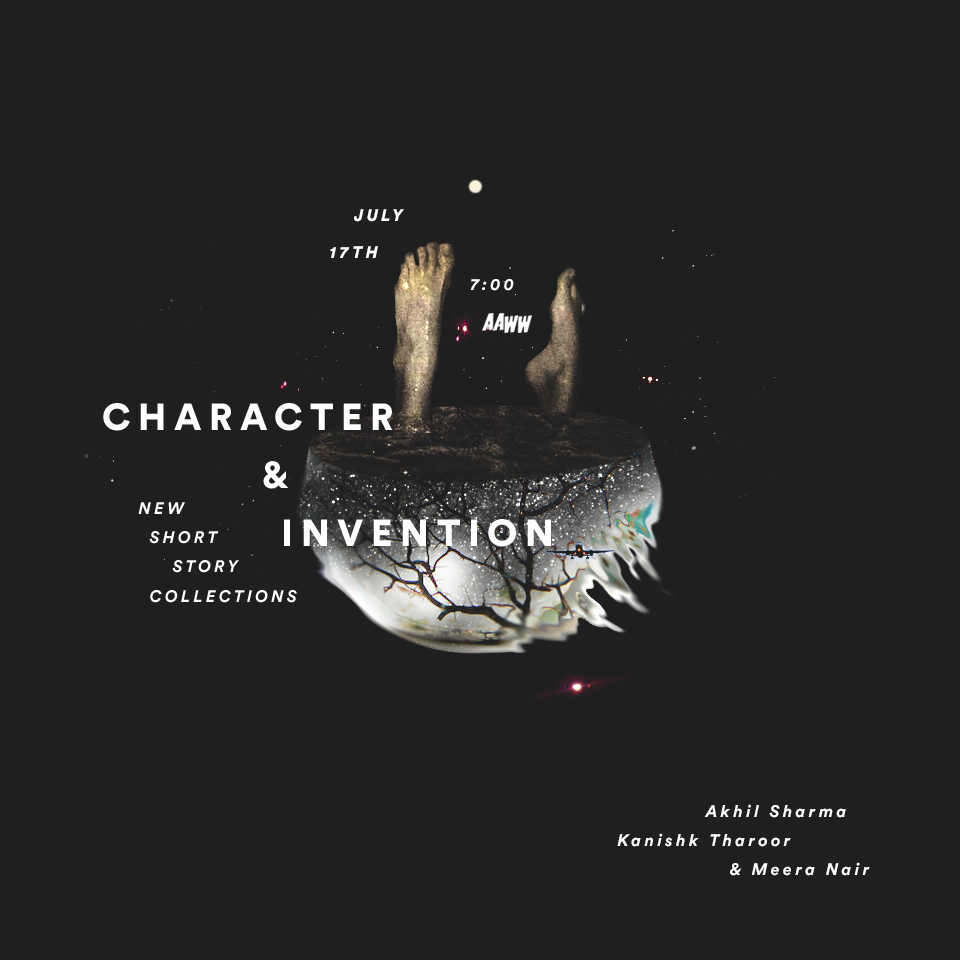 JULY
17TH
7:00
AAWW
CHARACTER
&
INVENTION
NEW
SHORT
STORY
COLLECTIONS
Akhil Sharma
Kanishk Tharoor
& Meera Nair